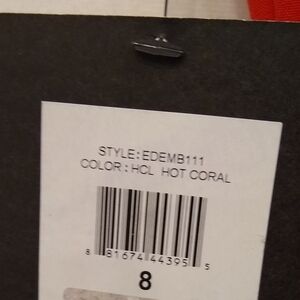 STYLE: EDEMB111
COLOR: HCL HOT CORAL
8 81674 44395 5
8